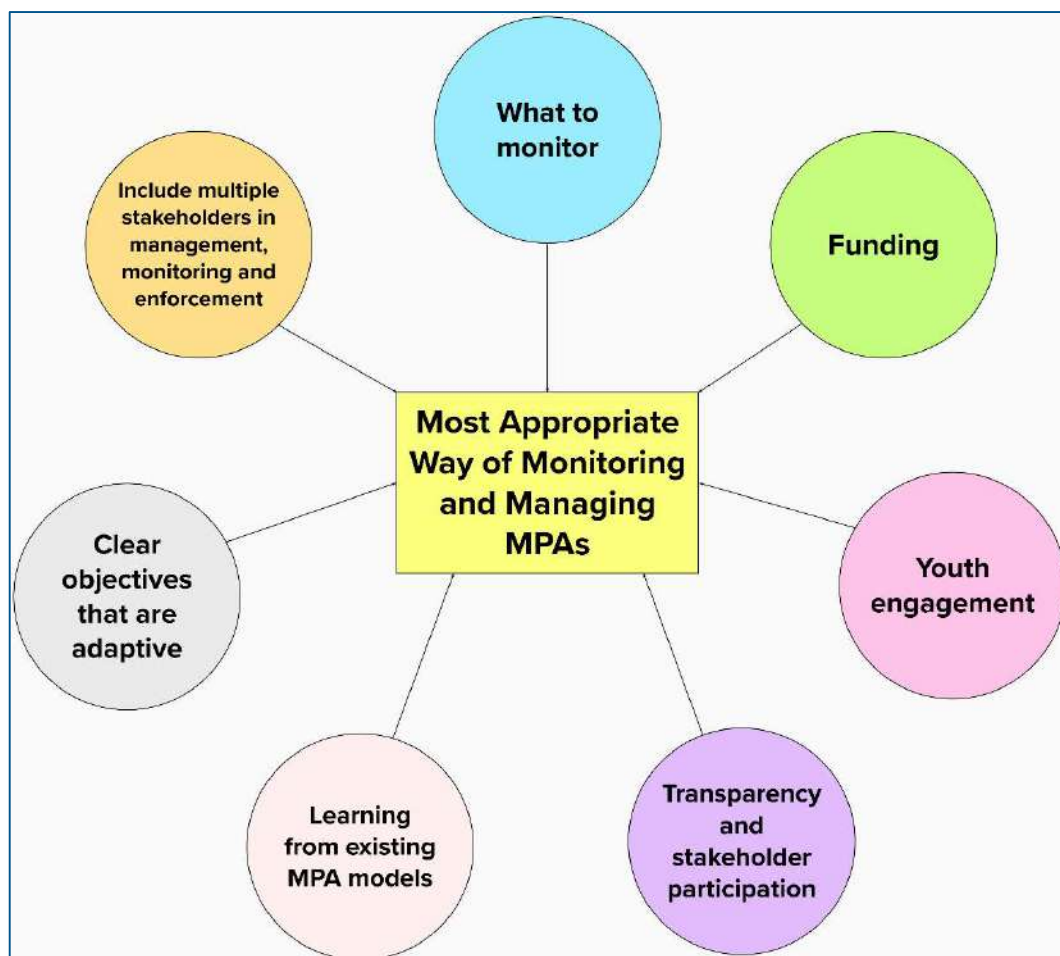 What to
monitor
Include multiple
stakeholders in
management,
monitoring and
enforcement
Funding
Most Appropriate
Way of Monitoring
and Managing
MPAs
Clear
objectives
that are
adaptive
Youth
engagement
Learning
from existing
MPA models
Transparency
and
stakeholder
participation